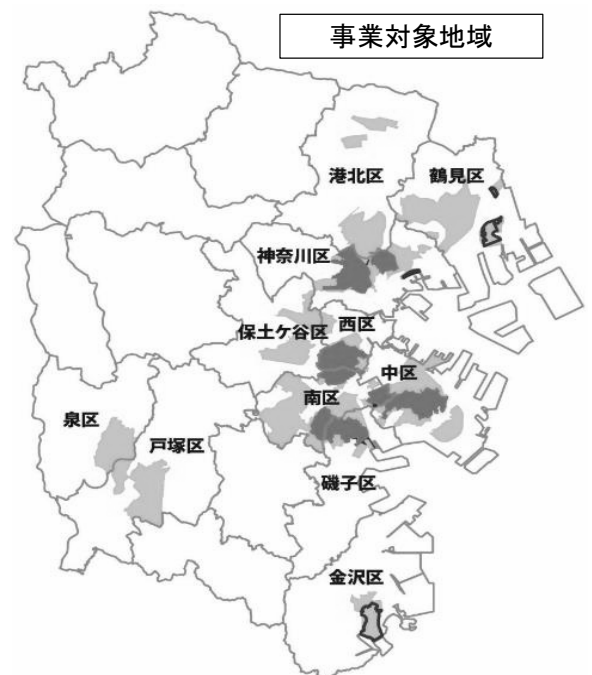 事業対象地域
港北区
鶴見区
神奈川区
保土ケ谷区
西区
中区
南区
泉区
戸塚区
磯子区
金沢区